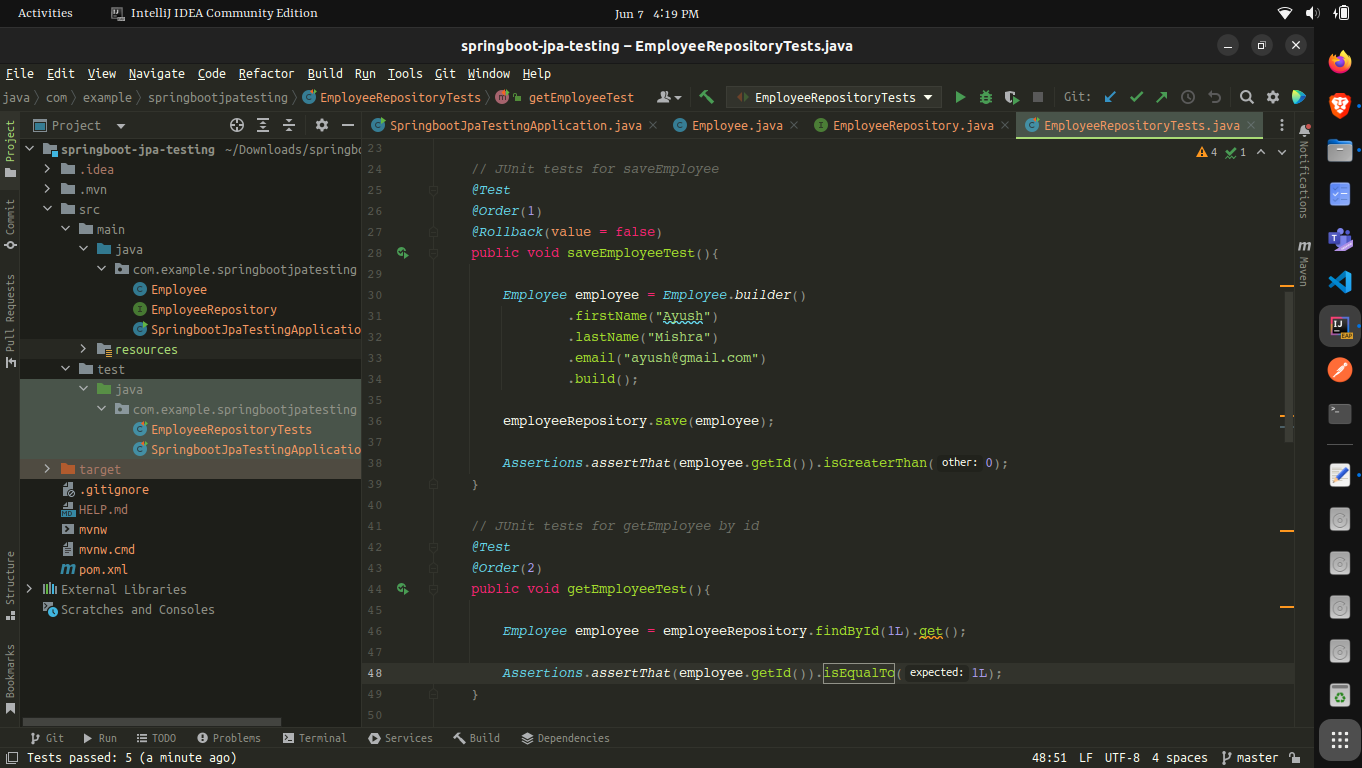 Activities IntelliJ IDEA Community Edition Jun 7 4:19 PM
springboot-jpa-testing – EmployeeRepositoryTests.java
File Edit View Navigate Code Refactor Build Run Tools Git Window Help
java com example springbootjpatesting EmployeeRepositoryTests getEmployeeTest EmployeeRepositoryTests Git:
Project SpringbootJpaTestingApplication.java Employee.java EmployeeRepository.java EmployeeRepositoryTests.java
Project
Commit
Pull Requests
Structure
Bookmarks
springboot-jpa-testing ~/Downloads/springbo
.idea
.mvn
src
main
java
com.example.springbootjpatesting
Employee
EmployeeRepository
SpringbootJpaTestingApplicatio
resources
test
java
com.example.springbootjpatesting
EmployeeRepositoryTests
SpringbootJpaTestingApplicatio
target
.gitignore
HELP.md
mvnw
mvnw.cmd
pom.xml
External Libraries
Scratches and Consoles
4 1
23
24 // JUnit tests for saveEmployee
25 @Test
26 @Order(1)
27 @Rollback(value = false)
28 public void saveEmployeeTest(){
29
30 Employee employee = Employee.builder()
31 .firstName("Ayush")
32 .lastName("Mishra")
33 .email("ayush@gmail.com")
34 .build();
35
36 employeeRepository.save(employee);
37
38 Assertions.assertThat(employee.getId()).isGreaterThan( other: 0);
39 }
40
41 // JUnit tests for getEmployee by id
42 @Test
43 @Order(2)
44 public void getEmployeeTest(){
45
46 Employee employee = employeeRepository.findById(1L).get();
47
48 Assertions.assertThat(employee.getId()).isEqualTo( expected: 1L);
49 }
50
Notifications
Maven
Git Run TODO Problems Terminal Services Build Dependencies
Tests passed: 5 (a minute ago) 48:51 LF UTF-8 4 spaces master